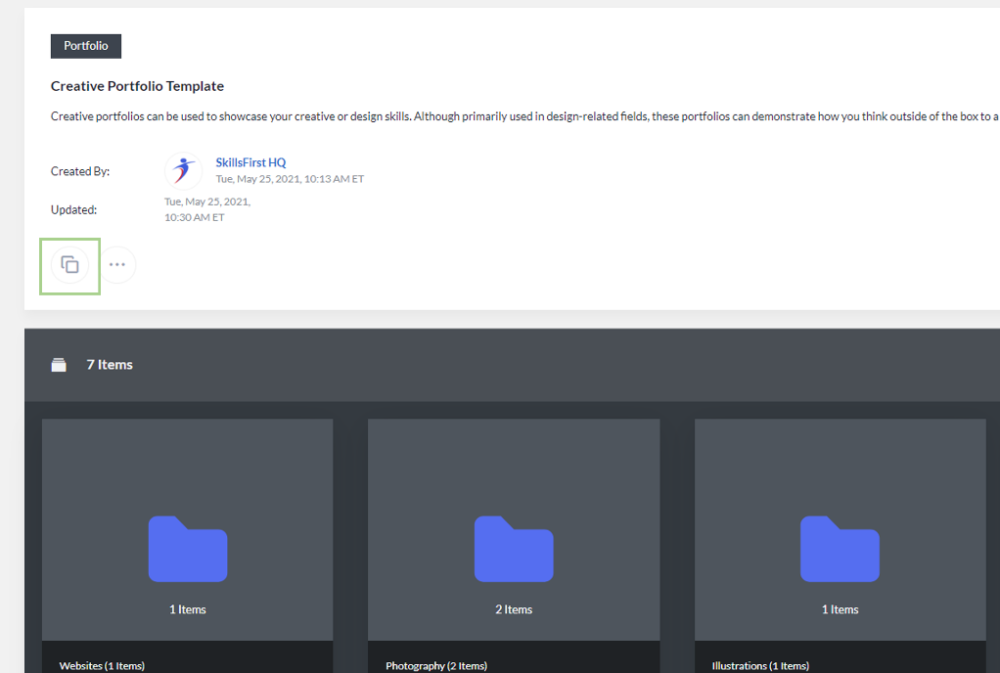 Portfolio
Creative Portfolio Template
Creative portfolios can be used to showcase your creative or design skills. Although primarily used in design-related fields, these portfolios can demonstrate how you think outside of the box to a
Created By:
SkillsFirst HQ
Tue, May 25, 2021, 10:13 AM ET
Updated:
Tue, May 25, 2021,
10:30 AM ET
7 Items
1 Items
2 Items
1 Items
Websites (1 Items)
Photography (2 Items)
Illustrations (1 Items)